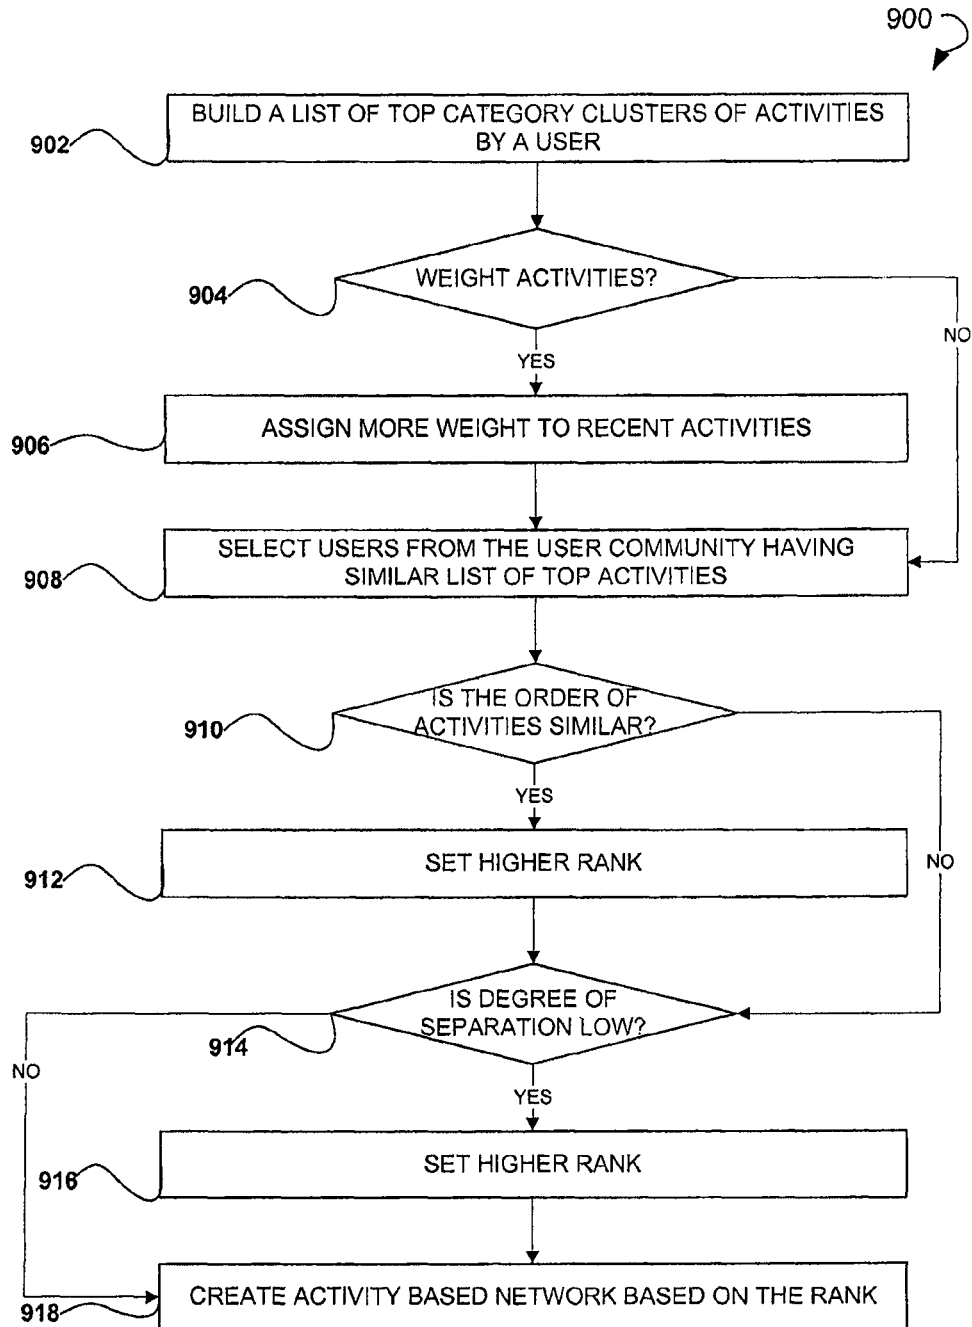 900
BUILD A LIST OF TOP CATEGORY CLUSTERS OF ACTIVITIES
BY A USER
902
WEIGHT ACTIVITIES?
904
NO
YES
ASSIGN MORE WEIGHT TO RECENT ACTIVITIES
906
SELECT USERS FROM THE USER COMMUNITY HAVING
SIMILAR LIST OF TOP ACTIVITIES
908
IS THE ORDER OF
ACTIVITIES SIMILAR?
910
YES
SET HIGHER RANK
912
NO
IS DEGREE OF
SEPARATION LOW?
914
NO
YES
SET HIGHER RANK
916
CREATE ACTIVITY BASED NETWORK BASED ON THE RANK
918